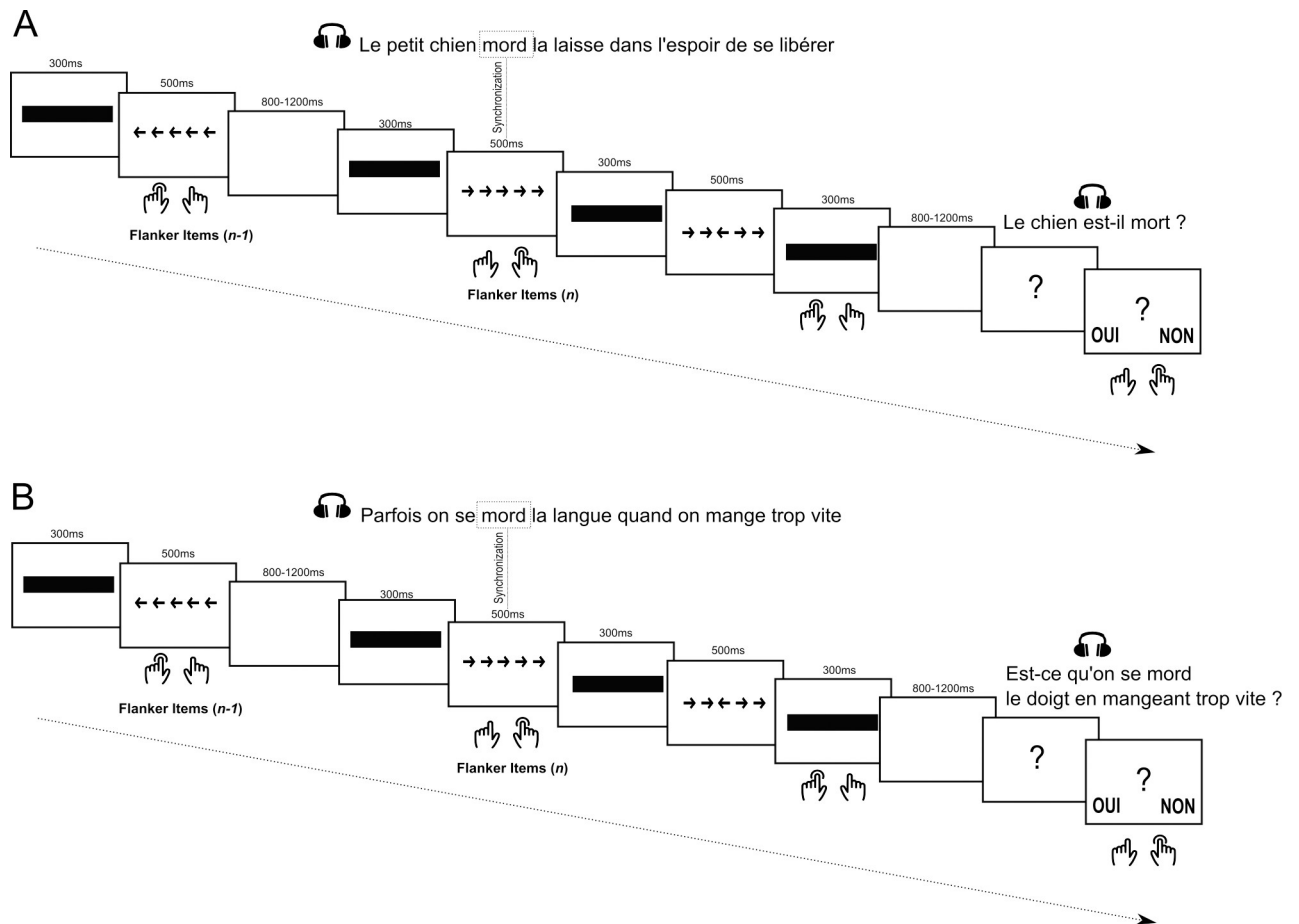 A
Le petit chien mord la laisse dans l'espoir de se libérer
300ms
500ms
800-1200ms
300ms
Synchronization
500ms
300ms
500ms
300ms
800-1200ms
Flanker Items (n-1)
Flanker Items (n)
Le chien est-il mort ?
?
?
OUI NON
B
Parfois on se mord la langue quand on mange trop vite
300ms
500ms
800-1200ms
300ms
Synchronization
500ms
300ms
500ms
300ms
800-1200ms
Flanker Items (n-1)
Flanker Items (n)
Est-ce qu'on se mord
le doigt en mangeant trop vite ?
?
?
OUI NON